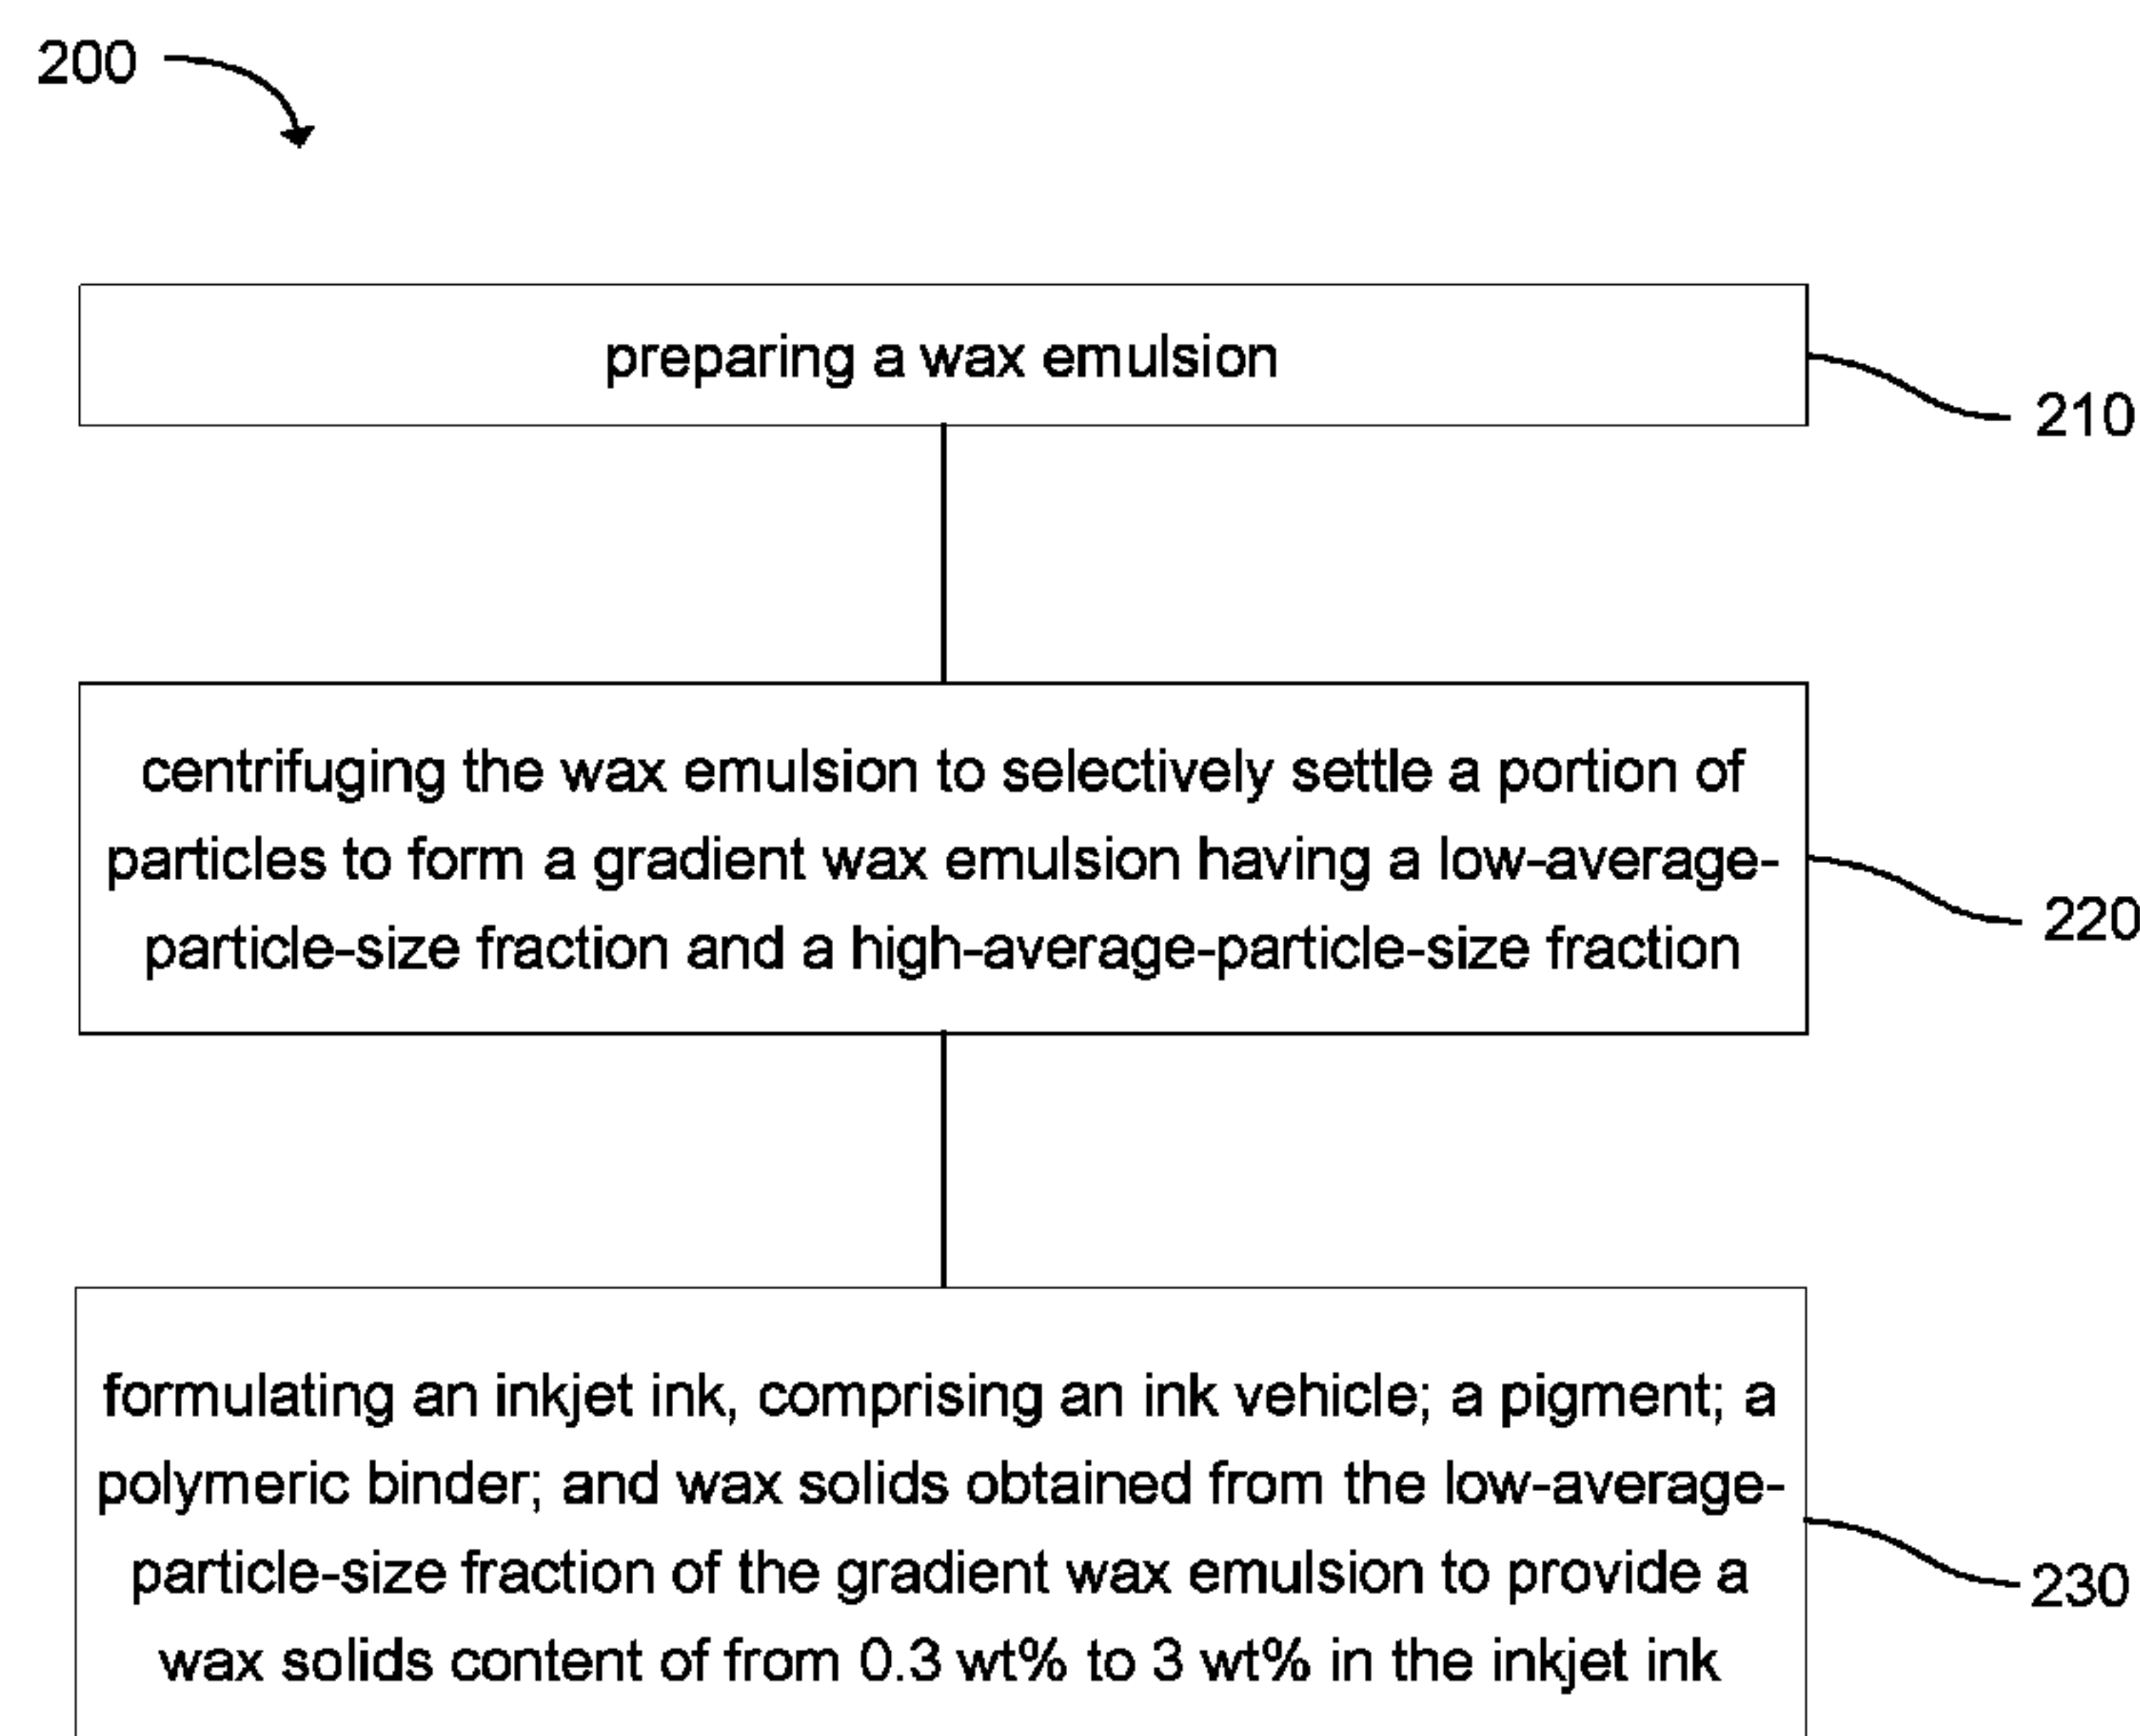 200
preparing a wax emulsion
210
centrifuging the wax emulsion to selectively settle a portion of
particles to form a gradient wax emulsion having a low-average-
particle-size fraction and a high-average-particle-size fraction
220
formulating an inkjet ink, comprising an ink vehicle; a pigment; a
polymeric binder; and wax solids obtained from the low-average-
particle-size fraction of the gradient wax emulsion to provide a
wax solids content of from 0.3 wt% to 3 wt% in the inkjet ink
230